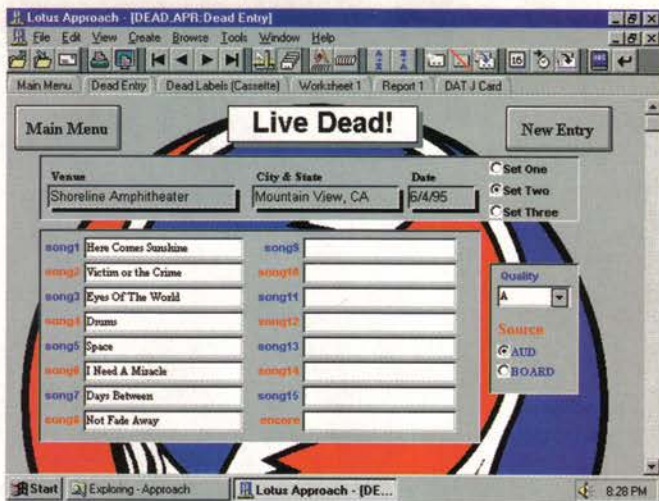 Lotus Approach - [DEAD.APR:Dead Entry]
File Edit View Create Browse Tools Window Help
Main Menu Dead Entry Dead Labels (Cassette) Worksheet 1 Report 1 DAT J Card
Main Menu Live Dead! New Entry
Venue City & State Date
Shoreline Amphitheater Mountain View, CA 6/4/95
Set One
Set Two
Set Three
song1 Here Comes Sunshine song9
song2 Victim or the Crime song10
song3 Eyes Of The World song11
song4 Drums song12
song5 Space song13
song6 I Need A Miracle song14
song7 Days Between song15
song8 Not Fade Away encore
Quality
A
Source
AUD
BOARD
Start Exploring - Approach Lotus Approach - [DE... 8:28 PM